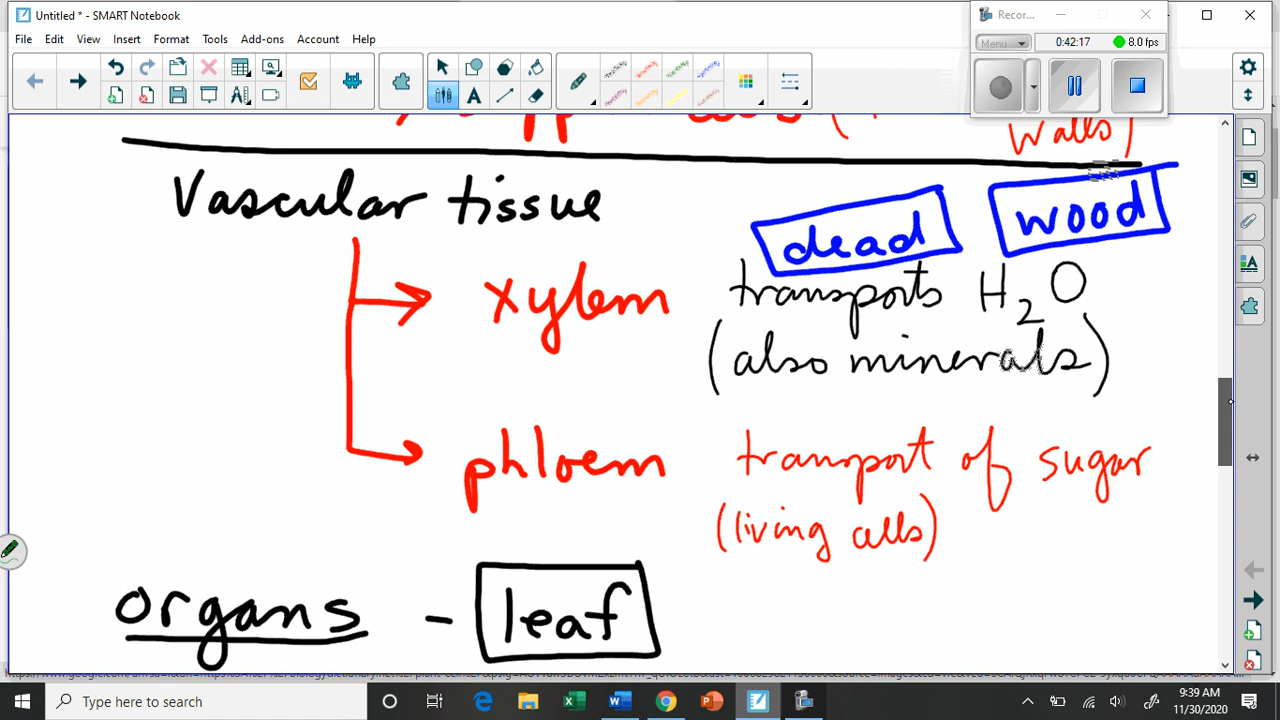 Untitled * - SMART Notebook
Recor...
File Edit View Insert Format Tools Add-ons Account Help
Menu
0:42:17
8.0 fps
walls)
Vascular tissue
dead
wood
xylem
transports H2O
(also minerals)
phloem
transport of sugar
(living cells)
organs - leaf
Type here to search
9:39 AM
11/30/2020